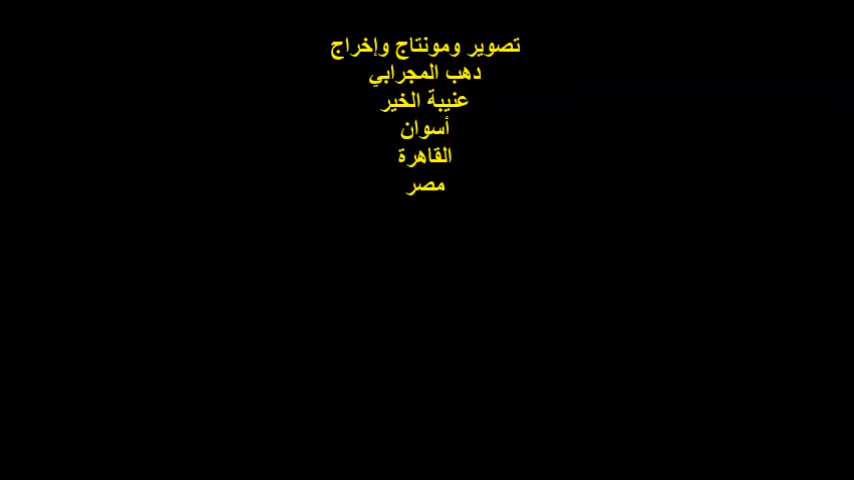 تصوير ومونتاج وإخراج
دهب المجرابي
عنيبة الخير
أسوان
القاهرة
مصر